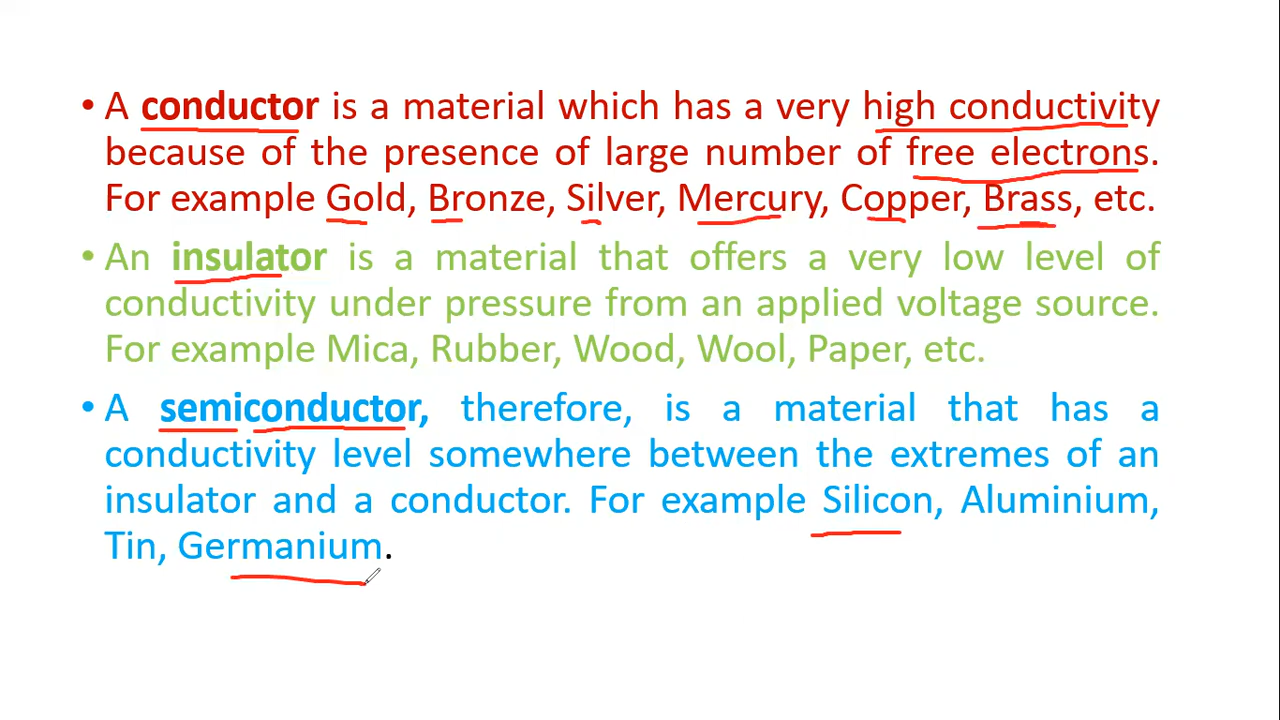 • A conductor is a material which has a very high conductivity
because of the presence of large number of free electrons.
For example Gold, Bronze, Silver, Mercury, Copper, Brass, etc.
• An insulator is a material that offers a very low level of
conductivity under pressure from an applied voltage source.
For example Mica, Rubber, Wood, Wool, Paper, etc.
• A semiconductor, therefore, is a material that has a
conductivity level somewhere between the extremes of an
insulator and a conductor. For example Silicon, Aluminium,
Tin, Germanium.